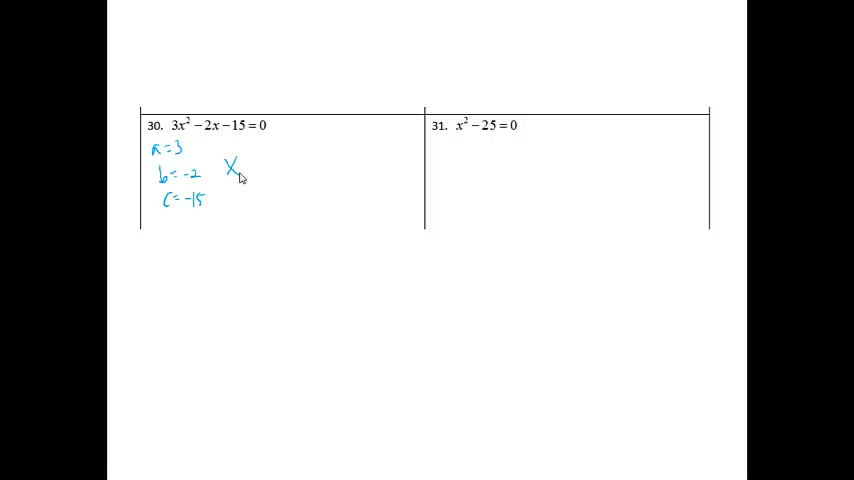 30. 3x² − 2x − 15 = 0
a = 3
b = -2
c = -15
X
31. x² − 25 = 0